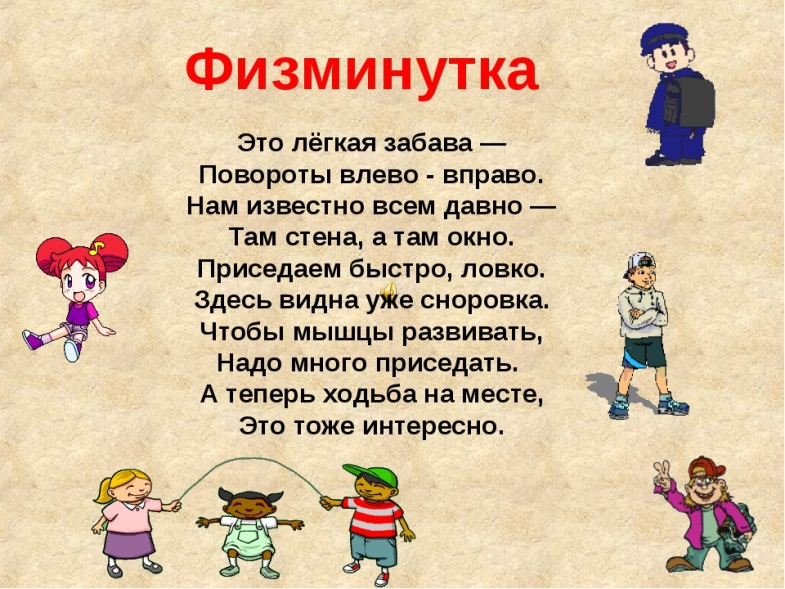 Физминутка
Это лёгкая забава —
Повороты влево - вправо.
Нам известно всем давно —
Там стена, а там окно.
Приседаем быстро, ловко.
Здесь видна уже сноровка.
Чтобы мышцы развивать,
Надо много приседать.
А теперь ходьба на месте,
Это тоже интересно.